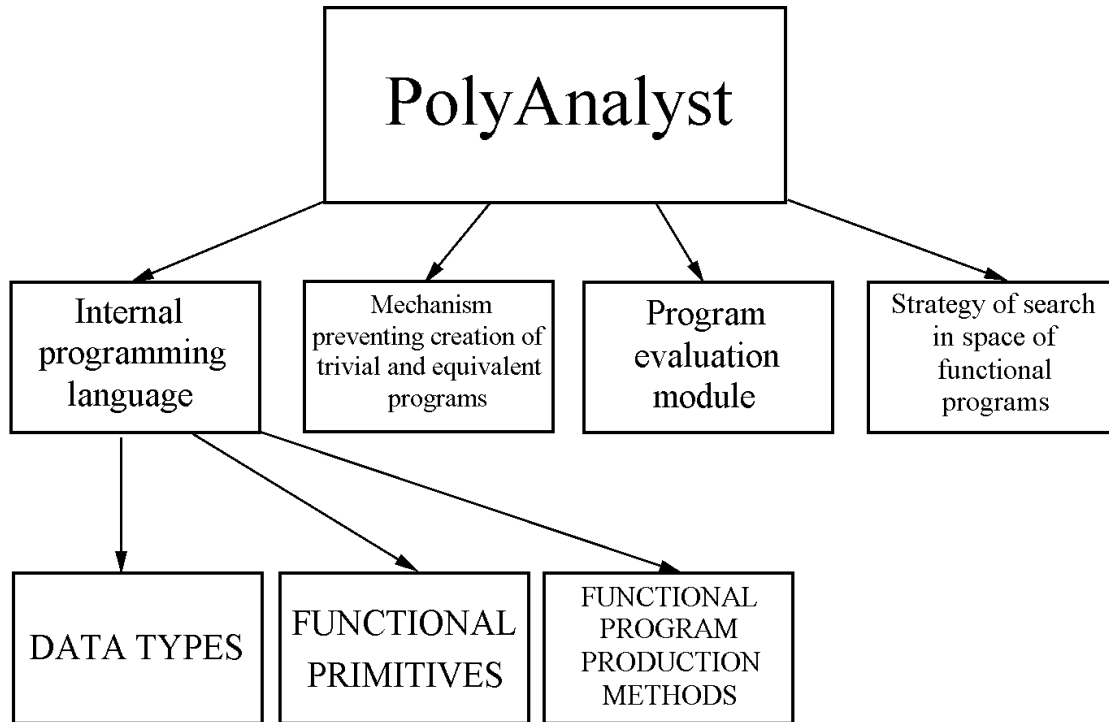 PolyAnalyst
Internal
programming
language
Mechanism
preventing creation of
trivial and equivalent
programs
Program
evaluation
module
Strategy of search
in space of
functional
programs
DATA TYPES
FUNCTIONAL
PRIMITIVES
FUNCTIONAL
PROGRAM
PRODUCTION
METHODS